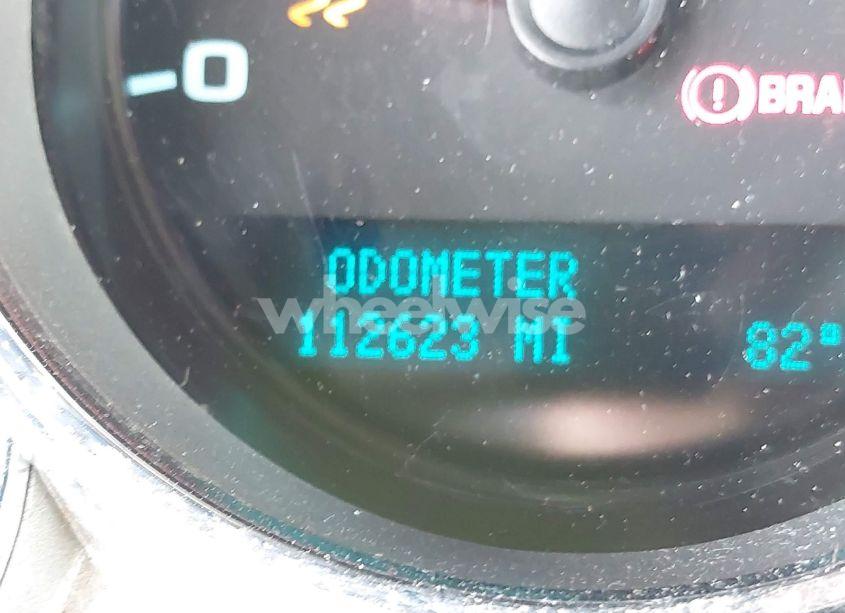 0
BRA
ODOMETER
wheelwise
112623 MI
82°